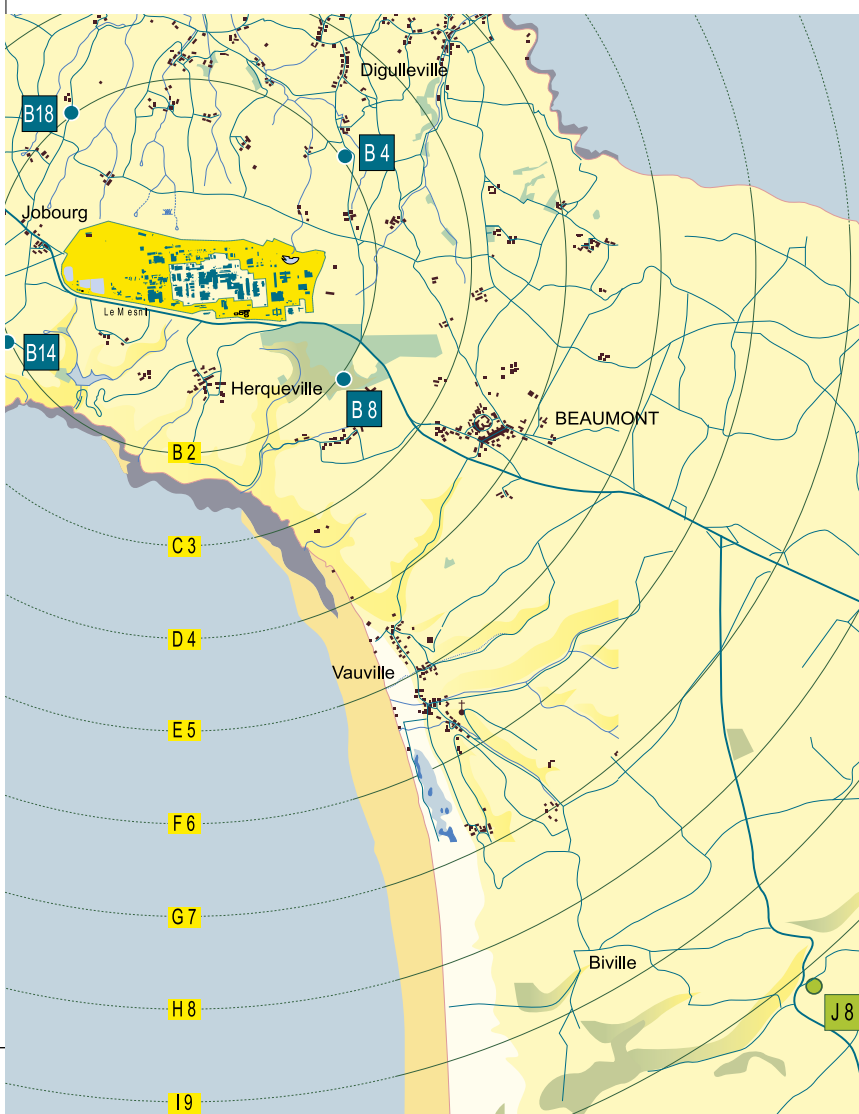 Digulleville
B18
B 4
Jobourg
Le Mesnil
B14
Herqueville
B 8
BEAUMONT
B 2
C 3
D 4
Vauville
E 5
F 6
G 7
Biville
H 8
J 8
I 9